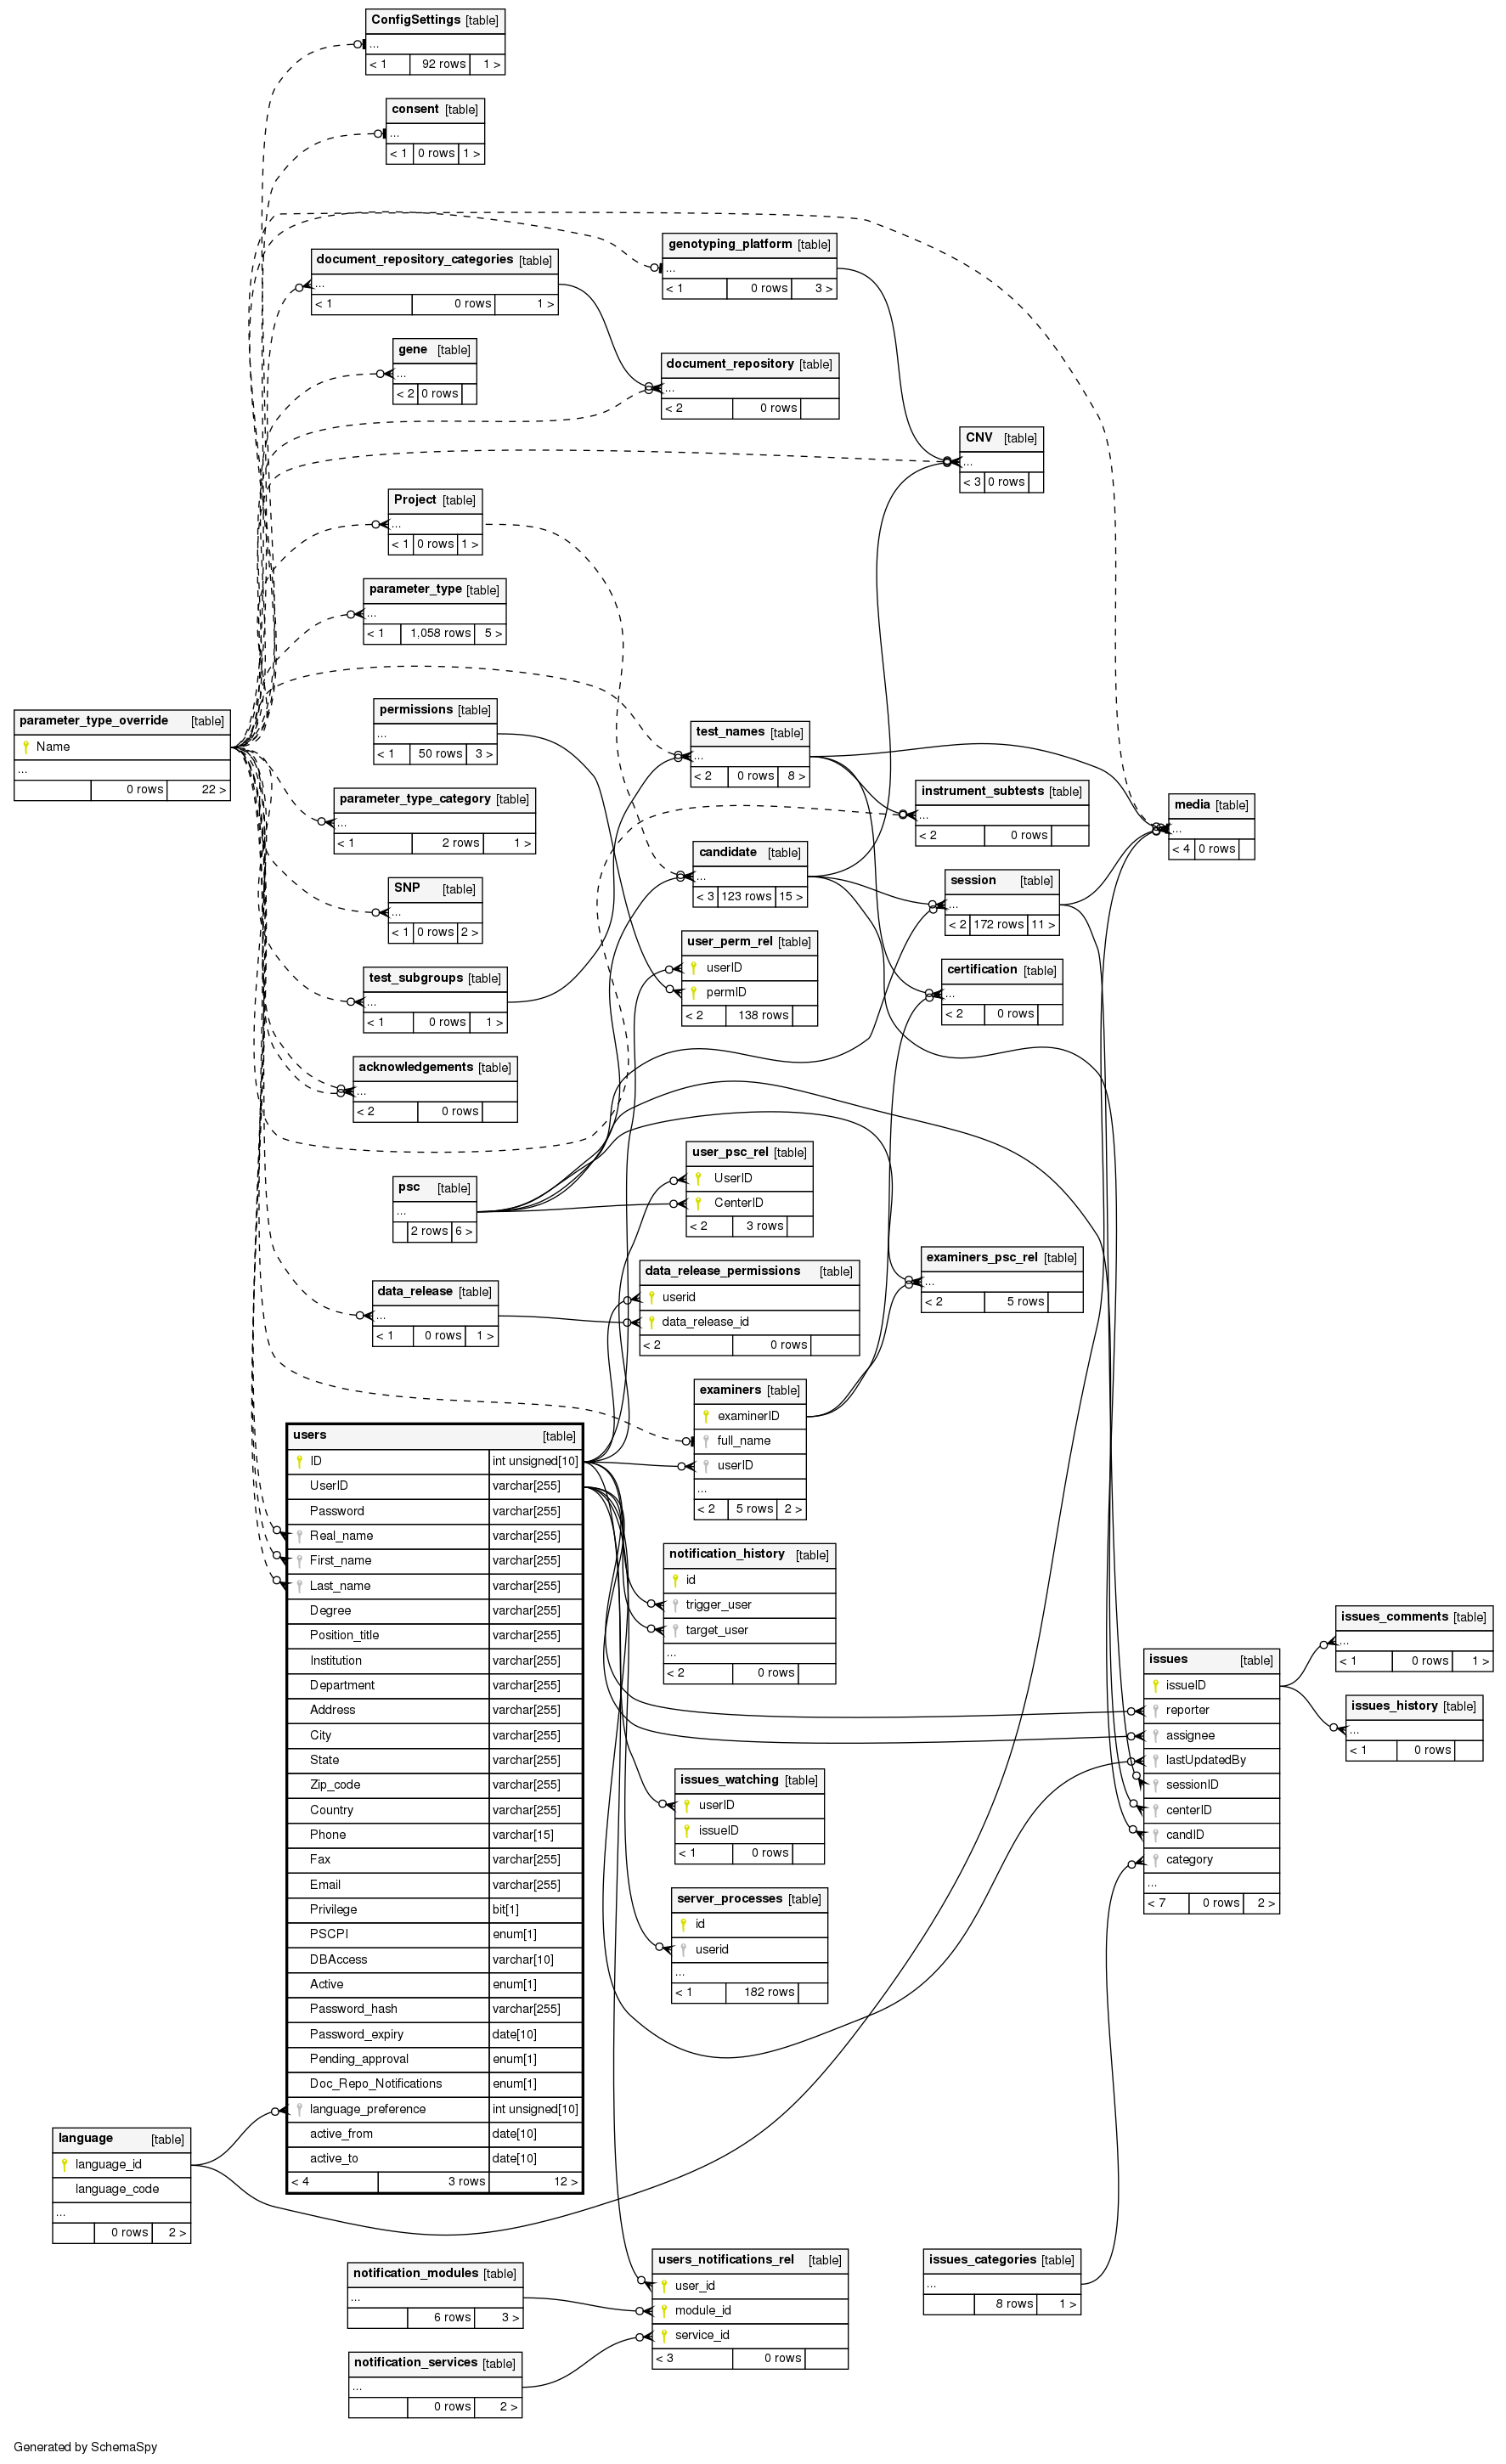 ConfigSettings [table]
...
< 1 92 rows 1 >
consent [table]
...
< 1 0 rows 1 >
genotyping_platform [table]
...
< 1 0 rows 3 >
document_repository_categories [table]
...
< 1 0 rows 1 >
gene [table]
...
< 2 0 rows
document_repository [table]
...
< 2 0 rows
CNV [table]
...
< 3 0 rows
Project [table]
...
< 1 0 rows 1 >
parameter_type [table]
...
< 1 1,058 rows 5 >
parameter_type_override [table]
Name
...
0 rows 22 >
permissions [table]
...
< 1 50 rows 3 >
test_names [table]
...
< 2 0 rows 8 >
parameter_type_category [table]
...
< 1 2 rows 1 >
instrument_subtests [table]
...
< 2 0 rows
media [table]
...
< 4 0 rows
candidate [table]
...
< 3 123 rows 15 >
SNP [table]
...
< 1 0 rows 2 >
session [table]
...
< 2 172 rows 11 >
user_perm_rel [table]
userID
permID
< 2 138 rows
test_subgroups [table]
...
< 1 0 rows 1 >
certification [table]
...
< 2 0 rows
acknowledgements [table]
...
< 2 0 rows
user_psc_rel [table]
UserID
CenterID
< 2 3 rows
psc [table]
...
2 rows 6 >
examiners_psc_rel [table]
...
< 2 5 rows
data_release_permissions [table]
userid
data_release_id
< 2 0 rows
data_release [table]
...
< 1 0 rows 1 >
examiners [table]
examinerID
full_name
userID
...
< 2 5 rows 2 >
users [table]
ID int unsigned[10]
UserID varchar[255]
Password varchar[255]
Real_name varchar[255]
First_name varchar[255]
Last_name varchar[255]
Degree varchar[255]
Position_title varchar[255]
Institution varchar[255]
Department varchar[255]
Address varchar[255]
City varchar[255]
State varchar[255]
Zip_code varchar[255]
Country varchar[255]
Phone varchar[15]
Fax varchar[255]
Email varchar[255]
Privilege bit[1]
PSCPI enum[1]
DBAccess varchar[10]
Active enum[1]
Password_hash varchar[255]
Password_expiry date[10]
Pending_approval enum[1]
Doc_Repo_Notifications enum[1]
language_preference int unsigned[10]
active_from date[10]
active_to date[10]
< 4 3 rows 12 >
notification_history [table]
id
trigger_user
target_user
...
< 2 0 rows
issues_comments [table]
...
< 1 0 rows 1 >
issues [table]
issueID
reporter
assignee
lastUpdatedBy
sessionID
centerID
candID
category
...
< 7 0 rows 2 >
issues_history [table]
...
< 1 0 rows
issues_watching [table]
userID
issueID
< 1 0 rows
server_processes [table]
id
userid
...
< 1 182 rows
language [table]
language_id
language_code
...
0 rows 2 >
users_notifications_rel [table]
user_id
module_id
service_id
< 3 0 rows
issues_categories [table]
...
8 rows 1 >
notification_modules [table]
...
6 rows 3 >
notification_services [table]
...
0 rows 2 >
Generated by SchemaSpy